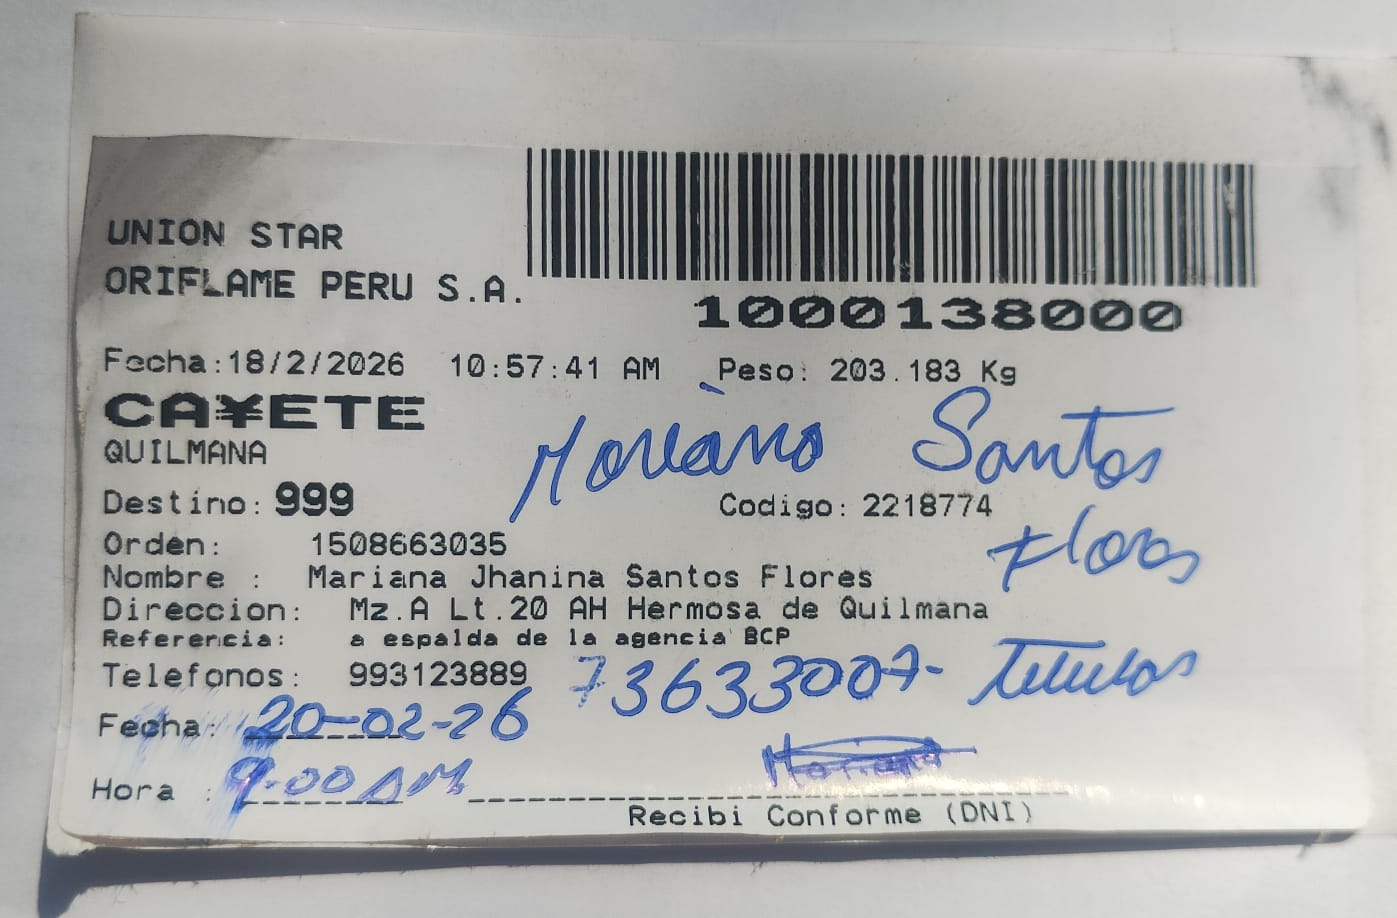 UNION STAR
ORIFLAME PERU S.A.
1000138000
Fecha:18/2/2026 10:57:41 AM Peso: 203.183 Kg
CA¥ETE
QUILMANA
Mariana Santos
Flores
Destino: 999 Codigo: 2218774
Orden: 1508663035
Nombre : Mariana Jhanina Santos Flores
Direccion: Mz.A Lt.20 AH Hermosa de Quilmana
Referencia: a espalda de la agencia BCP
Telefonos: 993123889
73633007- Titular
Fecha: 20-02-26
Hora : 9:00 AM
Mariana
Recibi Conforme (DNI)